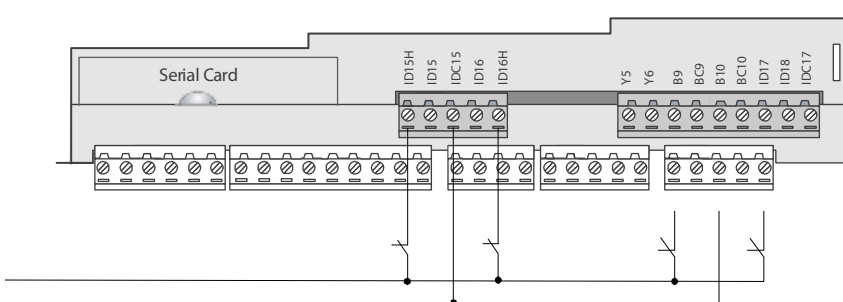 Serial Card
ID15H
ID15
IDC15
ID16
ID16H
Y5
Y6
B9
BC9
B10
BC10
ID17
ID18
IDC17